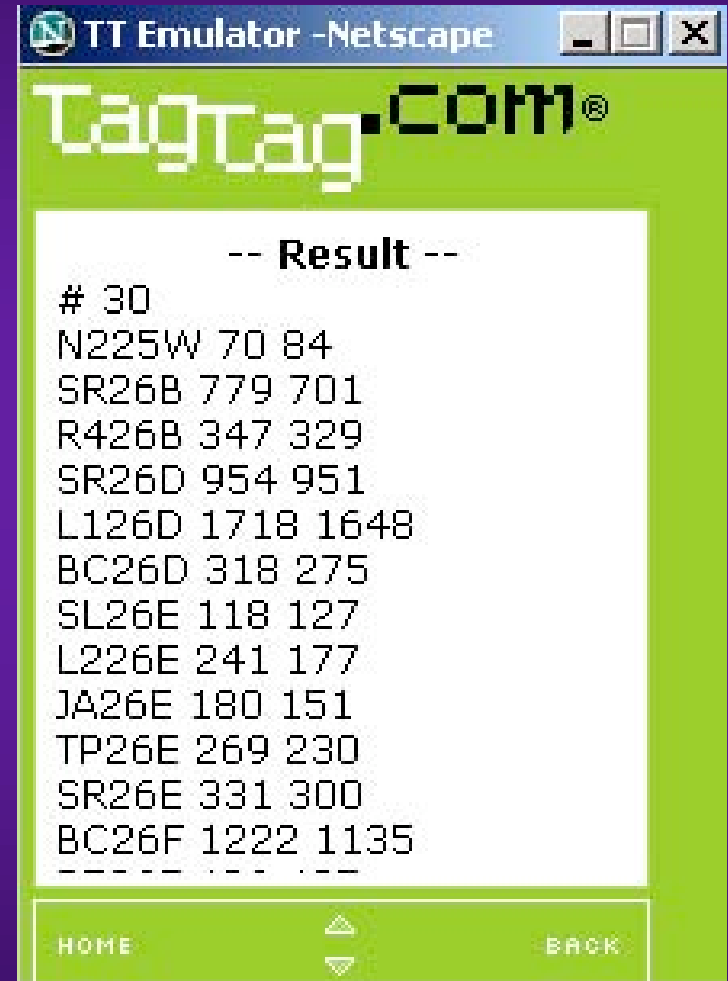 TT Emulator -Netscape
TagTag.com®
-- Result --
# 30
N225W 70 84
SR26B 779 701
R426B 347 329
SR26D 954 951
L126D 1718 1648
BC26D 318 275
SL26E 118 127
L226E 241 177
JA26E 180 151
TP26E 269 230
SR26E 331 300
BC26F 1222 1135
HOME BACK